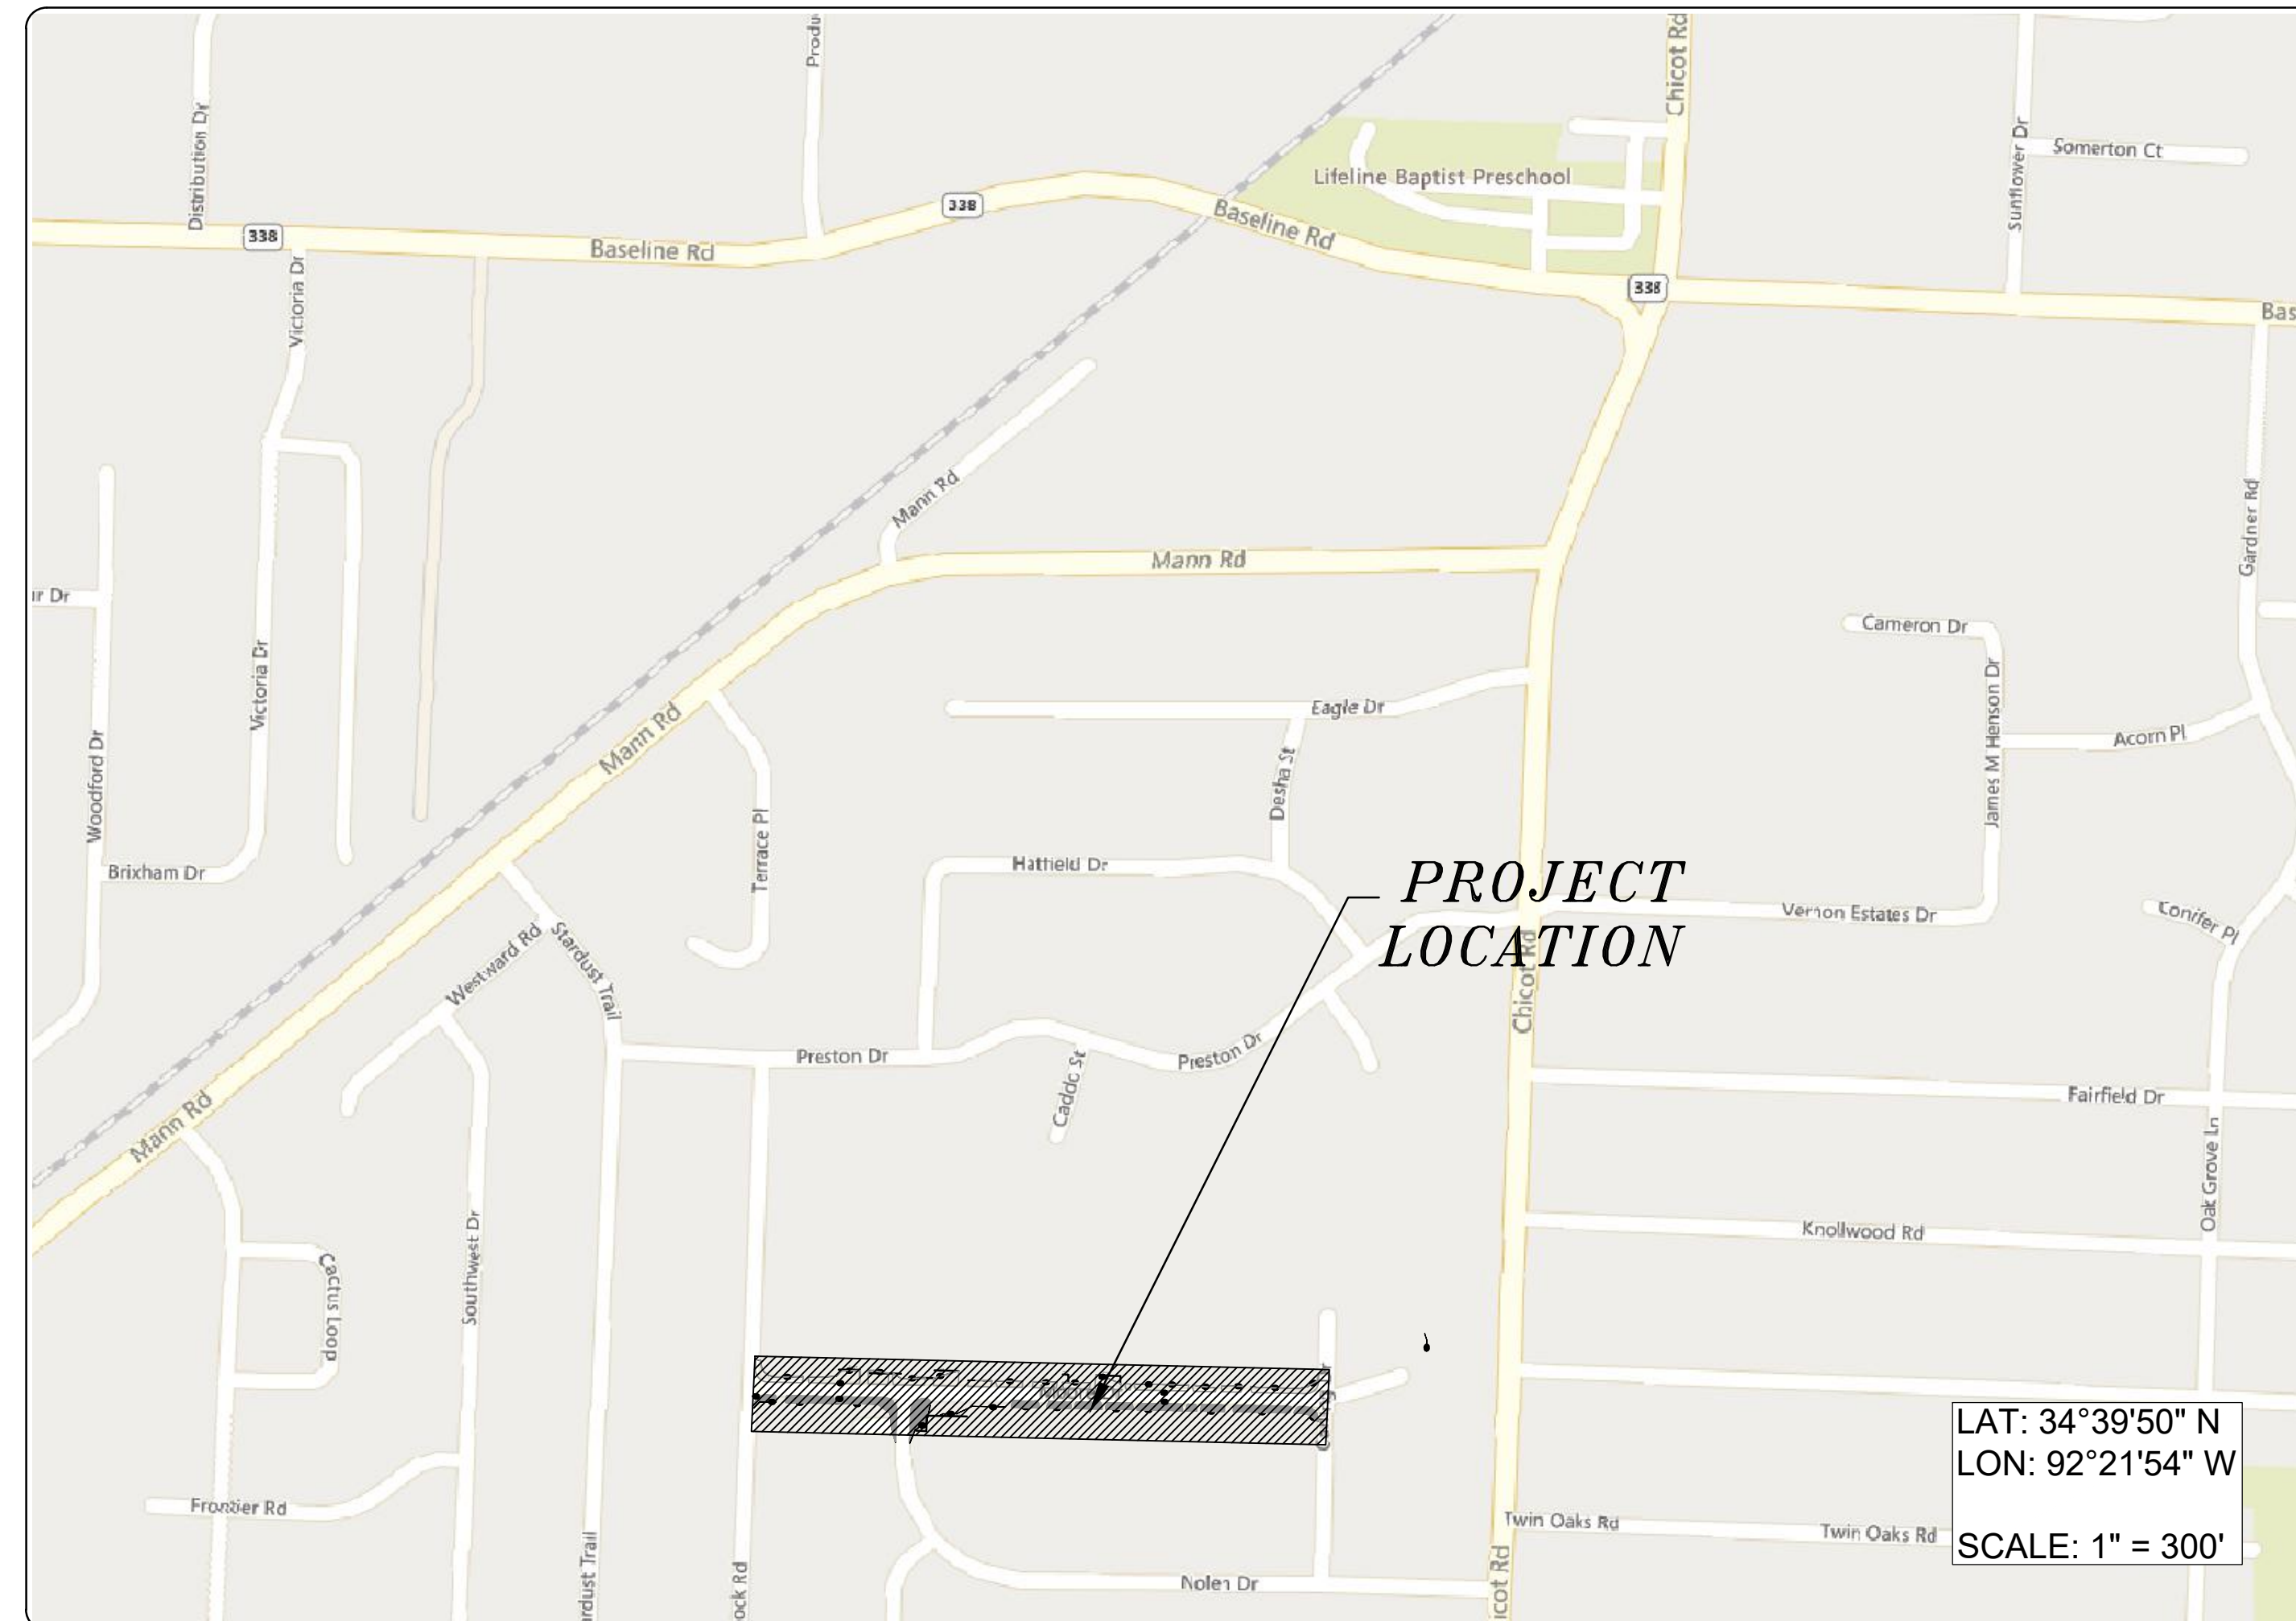 Produ
Chicot Rd
Distribution Dr
Sunflower Dr
Somerton Ct
Lifeline Baptist Preschool
338
338
Baseline Rd
Baseline Rd
338
Bas
Victoria Dr
Mann Rd
Gardner Rd
Mann Rd
ir Dr
Cameron Dr
Victoria Dr
Mann Rd
Eagle Dr
James M Henson Dr
Acorn Pl
Woodford Dr
Desha St
Terrace Pl
Hatfield Dr
Brixham Dr
PROJECT
LOCATION
Vernon Estates Dr
Conifer Pl
Westward Rd
Stardust Trail
Chicot Rd
Preston Dr
Preston Dr
Caddo St
Fairfield Dr
Mann Rd
Oak Grove Ln
Knollwood Rd
Southwest Dr
Cactus Loop
LAT: 34°39'50" N
LON: 92°21'54" W
SCALE: 1" = 300'
Frontier Rd
Twin Oaks Rd
Twin Oaks Rd
rdust Trail
ock Rd
Nolen Dr
icot Rd